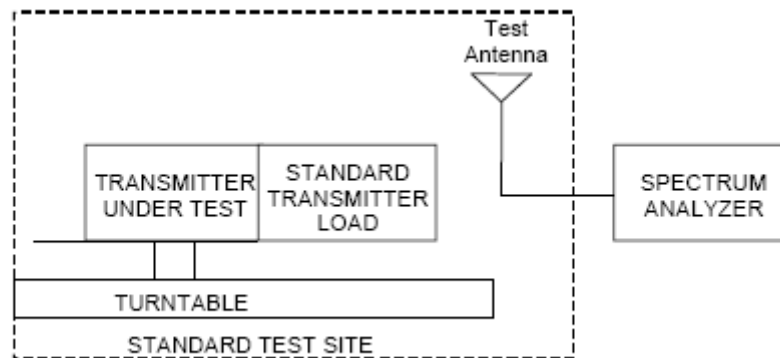 Test
Antenna
TRANSMITTER
UNDER TEST
STANDARD
TRANSMITTER
LOAD
SPECTRUM
ANALYZER
TURNTABLE
STANDARD TEST SITE